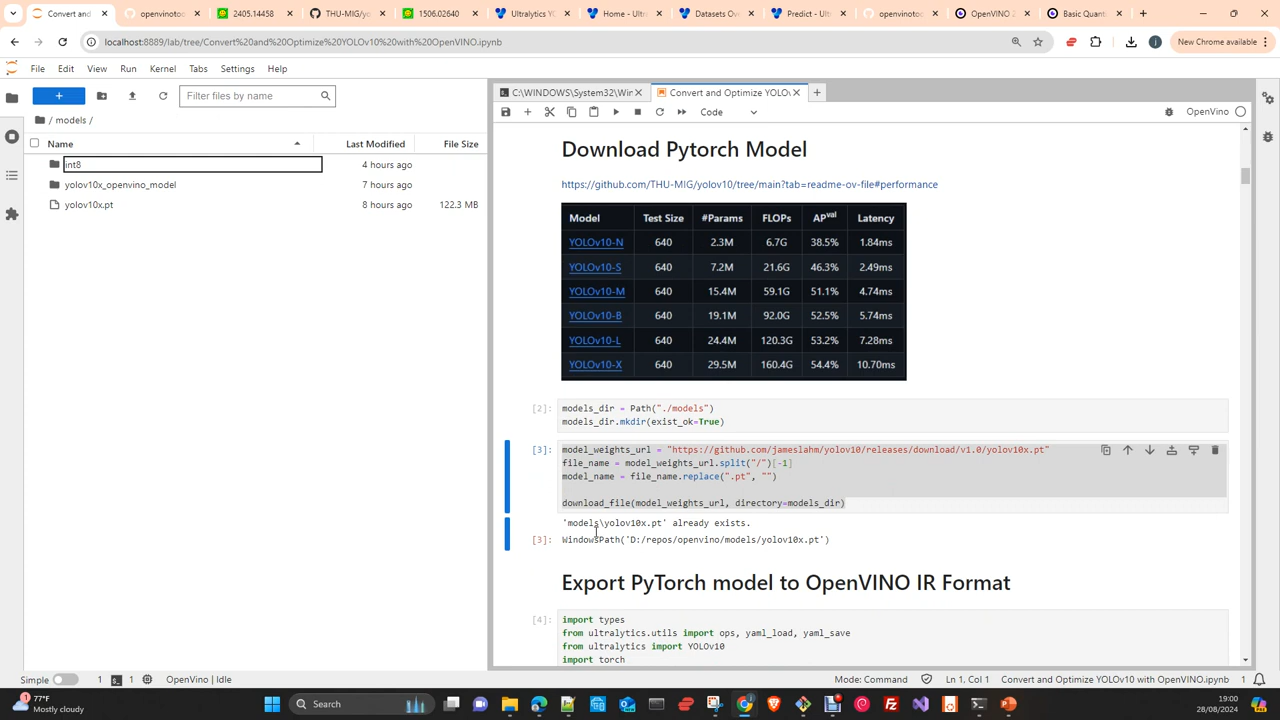 Convert and O
openvinotoo
2405.14458
THU-MIG/yo
1506.02640
Ultralytics YO
Home - Ultra
Datasets Ove
Predict - Ultr
openvinotoo
OpenVINO 2
Basic Quant
localhost:8889/lab/tree/Convert%20and%20Optimize%20YOLOv10%20with%20OpenVINO.ipynb
New Chrome available
File Edit View Run Kernel Tabs Settings Help
Filter files by name
/ models /
Name Last Modified File Size
int8 4 hours ago
yolov10x_openvino_model 7 hours ago
yolov10x.pt 8 hours ago 122.3 MB
C:\WINDOWS\System32\Win
Convert and Optimize YOLO
Code
OpenVino
Download Pytorch Model
https://github.com/THU-MIG/yolov10/tree/main?tab=readme-ov-file#performance
Model Test Size #Params FLOPs APval Latency
YOLOv10-N 640 2.3M 6.7G 38.5% 1.84ms
YOLOv10-S 640 7.2M 21.6G 46.3% 2.49ms
YOLOv10-M 640 15.4M 59.1G 51.1% 4.74ms
YOLOv10-B 640 19.1M 92.0G 52.5% 5.74ms
YOLOv10-L 640 24.4M 120.3G 53.2% 7.28ms
YOLOv10-X 640 29.5M 160.4G 54.4% 10.70ms
[2]: models_dir = Path("./models")
models_dir.mkdir(exist_ok=True)
[3]: model_weights_url = "https://github.com/jameslahm/yolov10/releases/download/v1.0/yolov10x.pt"
file_name = model_weights_url.split("/")[-1]
model_name = file_name.replace(".pt", "")
download_file(model_weights_url, directory=models_dir)
'models\yolov10x.pt' already exists.
[3]: WindowsPath('D:/repos/openvino/models/yolov10x.pt')
Export PyTorch model to OpenVINO IR Format
[4]: import types
from ultralytics.utils import ops, yaml_load, yaml_save
from ultralytics import YOLOv10
import torch
Simple 1 1 OpenVino | Idle
Mode: Command Ln 1, Col 1 Convert and Optimize YOLOv10 with OpenVINO.ipynb 1
77°F
Mostly cloudy
Search
19:00
28/08/2024